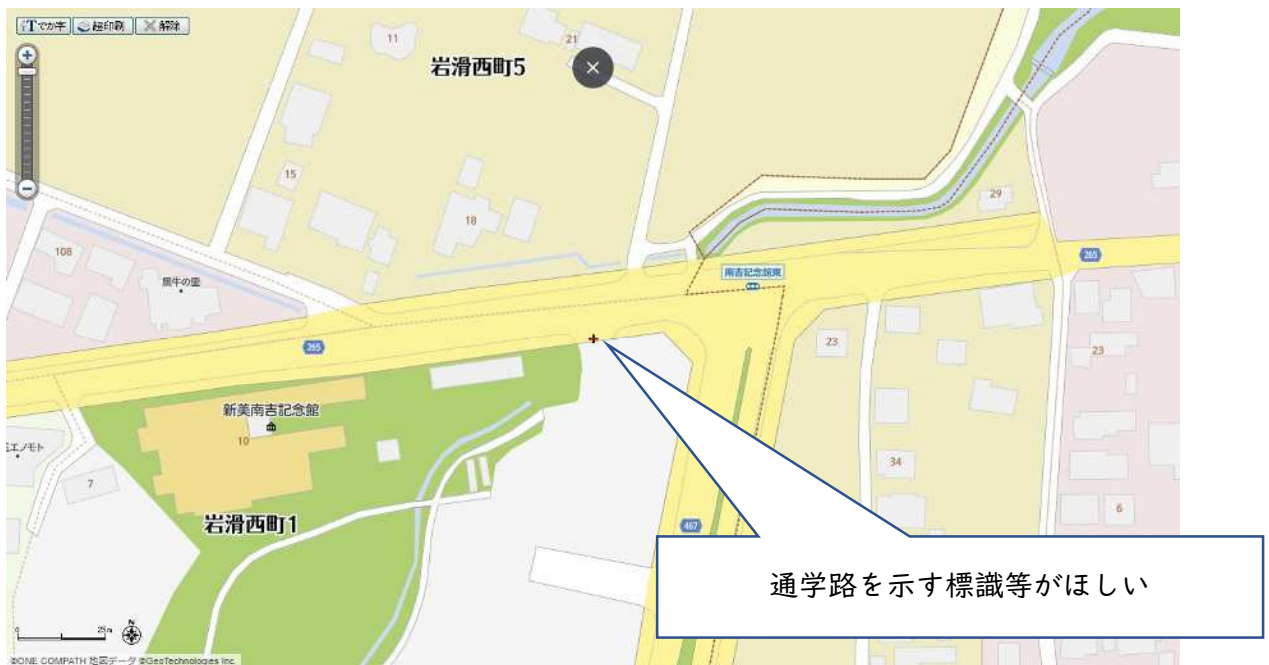 でか字 超印刷 解除
11
21
岩滑西町5
15
18
29
108
黒牛の里
南吉記念館東
265
265
23
23
新美南吉記念館
10
エノモト
7
34
岩滑西町1
6
467
通学路を示す標識等がほしい
0 25m N
©ONE COMPATH 地図データ ©GeoTechnologies Inc.